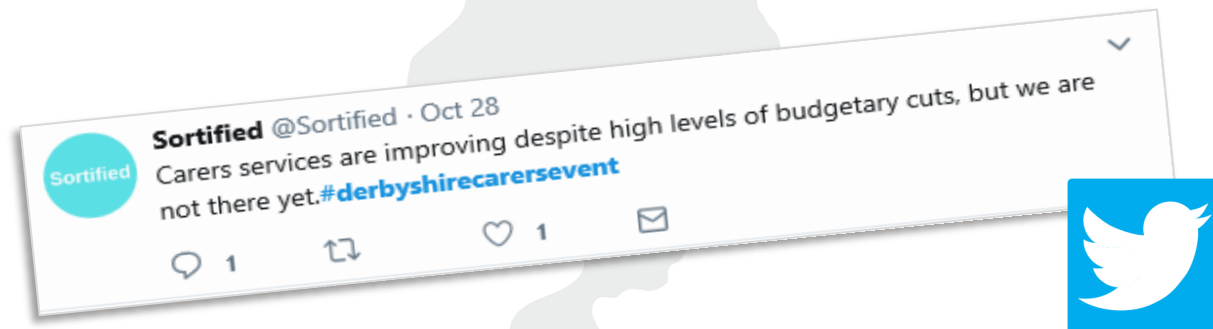 Sortified @Sortified · Oct 28
Sortified
Carers services are improving despite high levels of budgetary cuts, but we are
not there yet.#derbyshirecarersevent
1
1